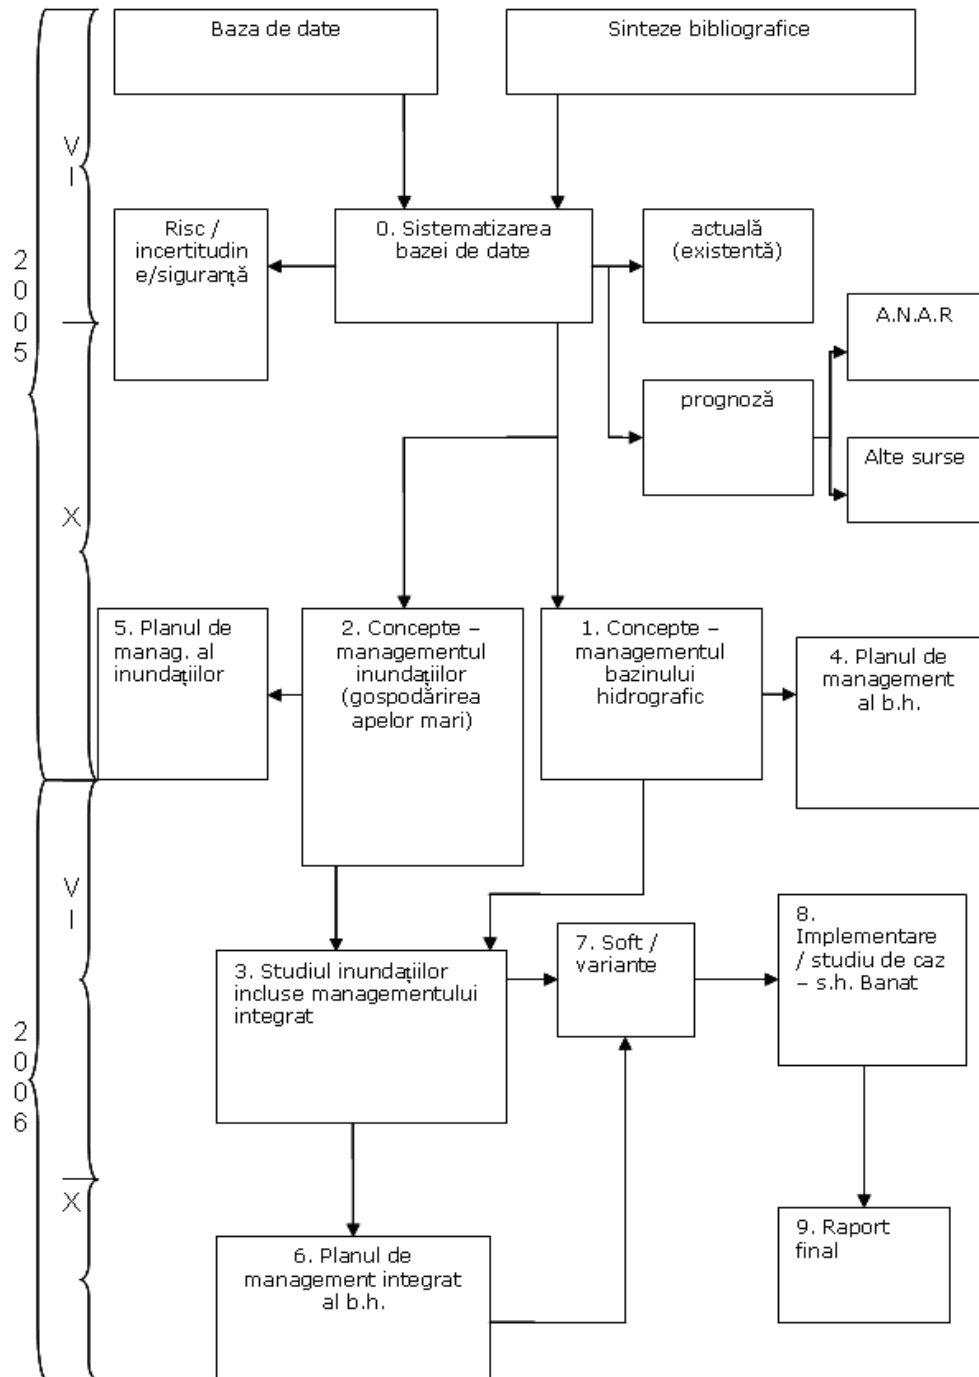 Baza de date
Sinteze bibliografice
V
I
2
0
0
5
Risc /
incertitudin
e/siguranță
0. Sistematizarea
bazei de date
actuală
(existentă)
A.N.A.R
prognoză
Alte surse
X
5. Planul de
manag. al
inundațiilor
2. Concepte –
managementul
inundațiilor
(gospodărirea
apelor mari)
1. Concepte –
managementul
bazinului
hidrografic
4. Planul de
management
al b.h.
V
I
2
0
0
6
3. Studiul inundațiilor
incluse managementului
integrat
7. Soft /
variante
8.
Implementare
/ studiu de caz
– s.h. Banat
X
6. Planul de
management integrat
al b.h.
9. Raport
final